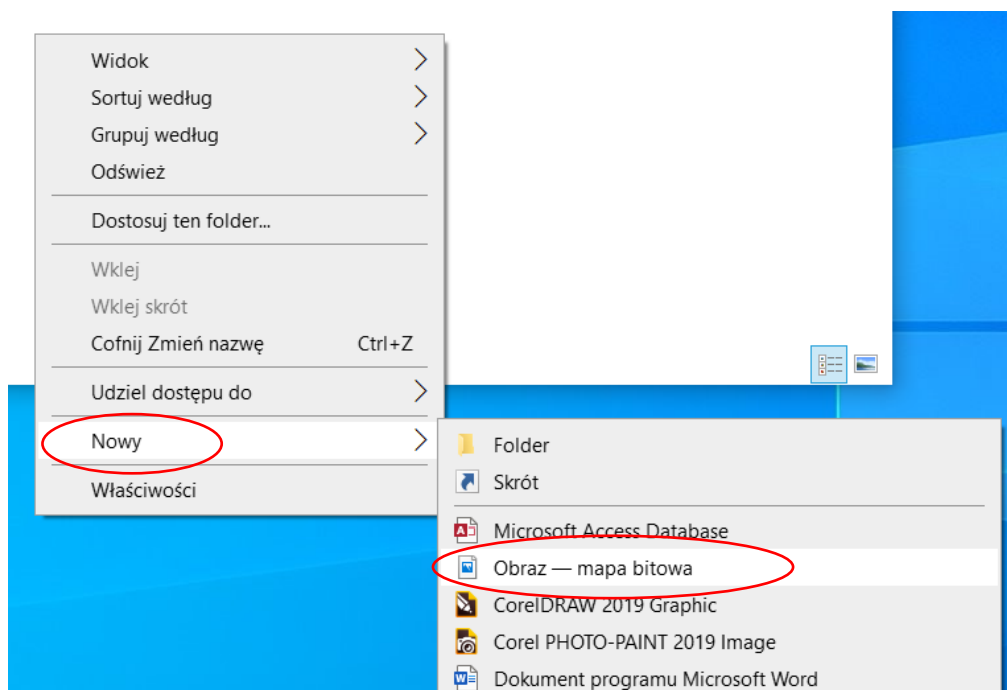 Widok
Sortuj według
Grupuj według
Odśwież
Dostosuj ten folder...
Wklej
Wklej skrót
Cofnij Zmień nazwę Ctrl+Z
Udziel dostępu do
Nowy
Właściwości
Folder
Skrót
Microsoft Access Database
Obraz — mapa bitowa
CorelDRAW 2019 Graphic
Corel PHOTO-PAINT 2019 Image
Dokument programu Microsoft Word